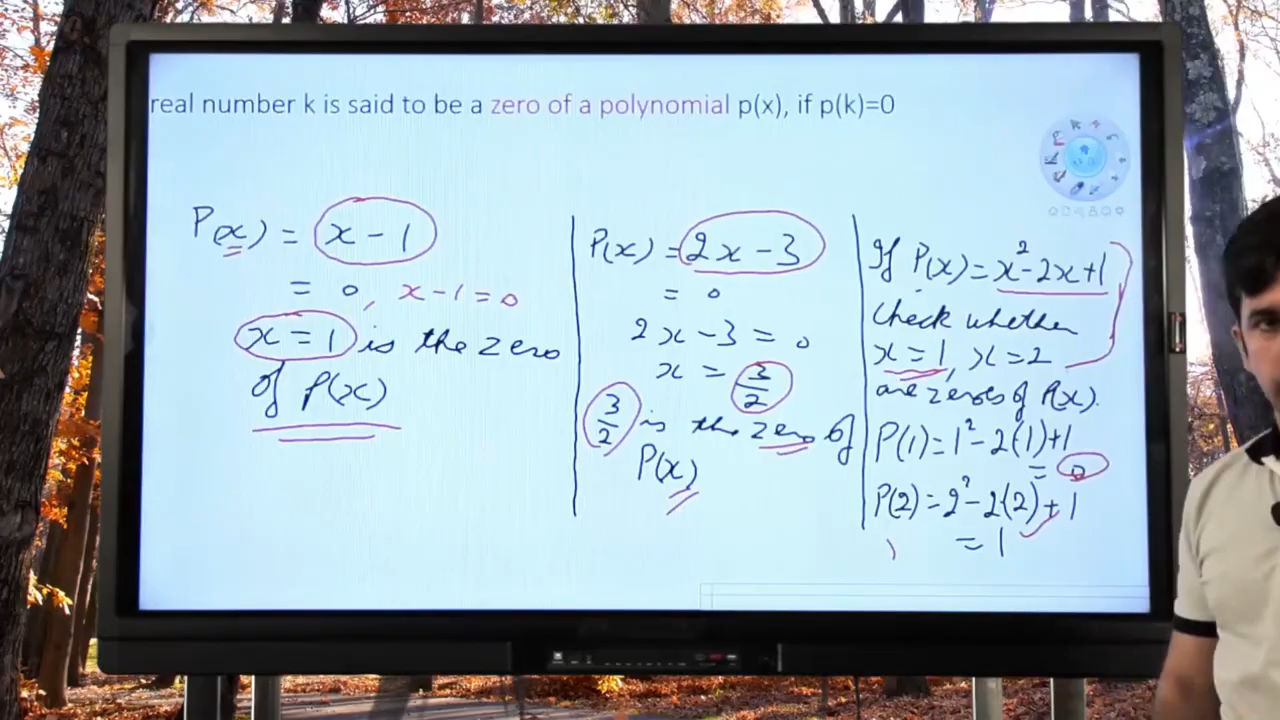 real number k is said to be a zero of a polynomial p(x), if p(k)=0
P(x) = x - 1
= 0, x - 1 = 0
x = 1 is the zero
of P(x)
P(x) = 2x - 3
= 0
2x - 3 = 0
x = 3/2
3/2 is the zero of
P(x)
If P(x) = x² - 2x + 1
check whether
x = 1, x = 2
are zeroes of P(x).
P(1) = 1² - 2(1) + 1
= 0
P(2) = 2² - 2(2) + 1
= 1